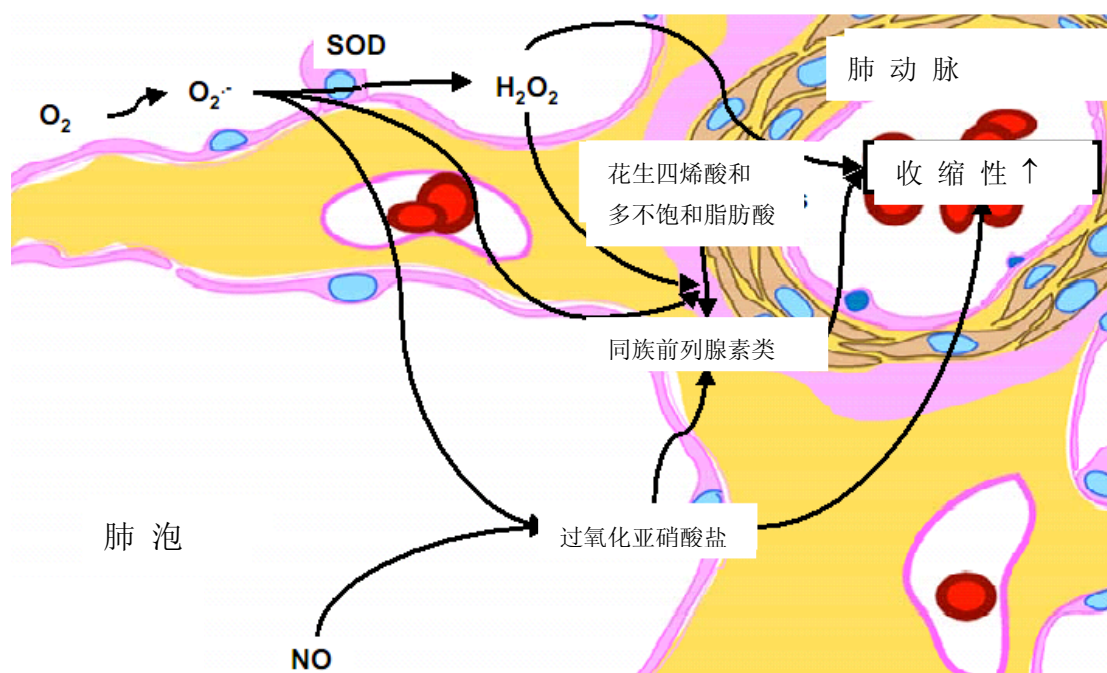 SOD
O₂
O₂·-
H₂O₂
肺动脉
花生四烯酸和
多不饱和脂肪酸
收缩性↑
s
同族前列腺素类
肺泡
过氧化亚硝酸盐
NO